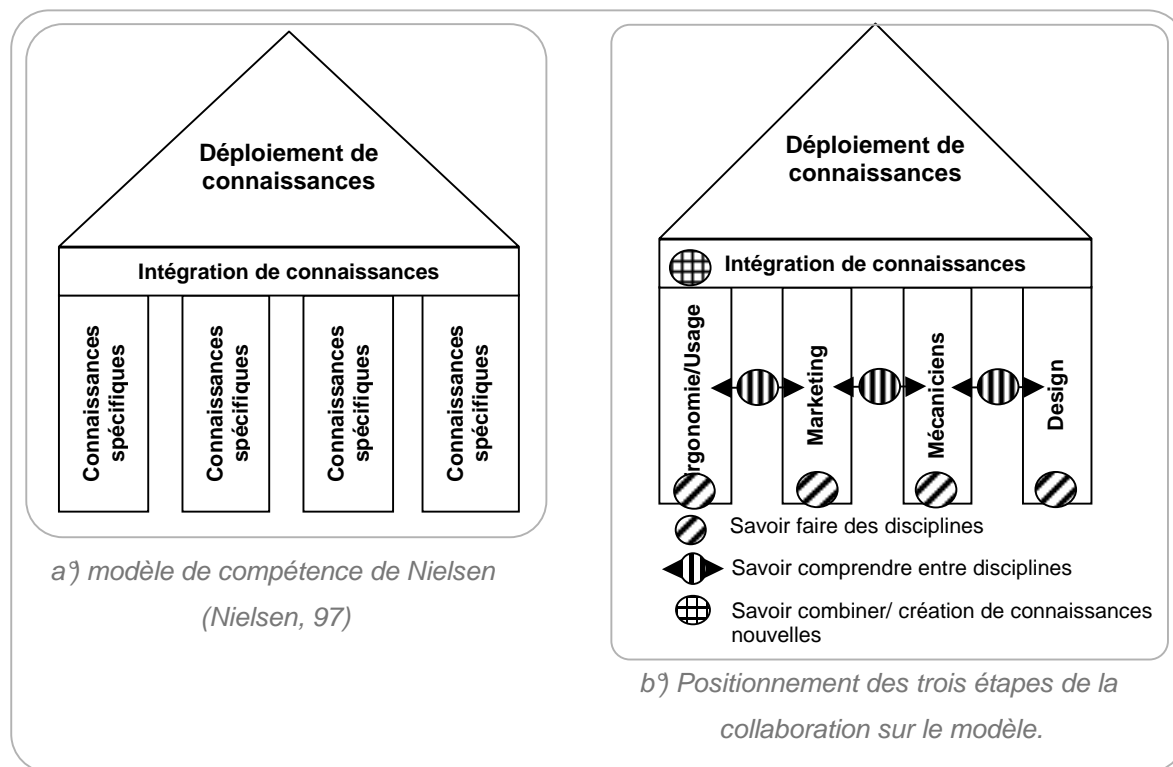 Déploiement de
connaissances
Intégration de connaissances
Connaissances
spécifiques
Connaissances
spécifiques
Connaissances
spécifiques
Connaissances
spécifiques
a°) modèle de compétence de Nielsen
(Nielsen, 97)
Déploiement de
connaissances
Intégration de connaissances
Ergonomie/Usage
Marketing
Mécaniciens
Design
Savoir faire des disciplines
Savoir comprendre entre disciplines
Savoir combiner/ création de connaissances
nouvelles
b°) Positionnement des trois étapes de la
collaboration sur le modèle.